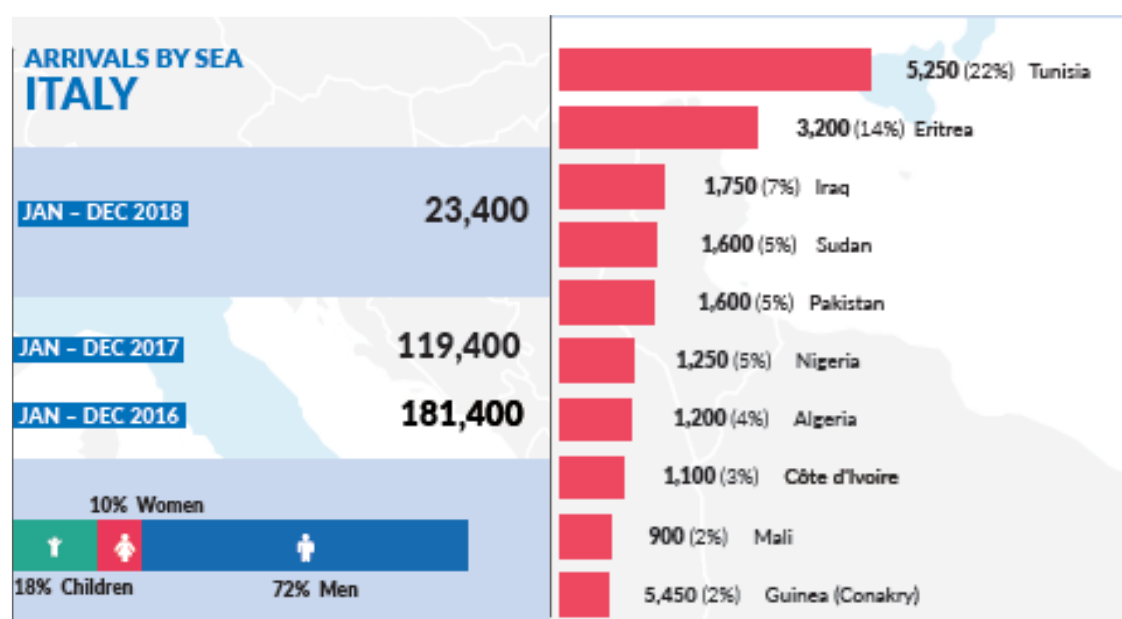 ARRIVALS BY SEA
ITALY
JAN – DEC 2018 23,400
JAN – DEC 2017 119,400
JAN – DEC 2016 181,400
10% Women
18% Children 72% Men
5,250 (22%) Tunisia
3,200 (14%) Eritrea
1,750 (7%) Iraq
1,600 (5%) Sudan
1,600 (5%) Pakistan
1,250 (5%) Nigeria
1,200 (4%) Algeria
1,100 (3%) Côte d'Ivoire
900 (2%) Mali
5,450 (2%) Guinea (Conakry)